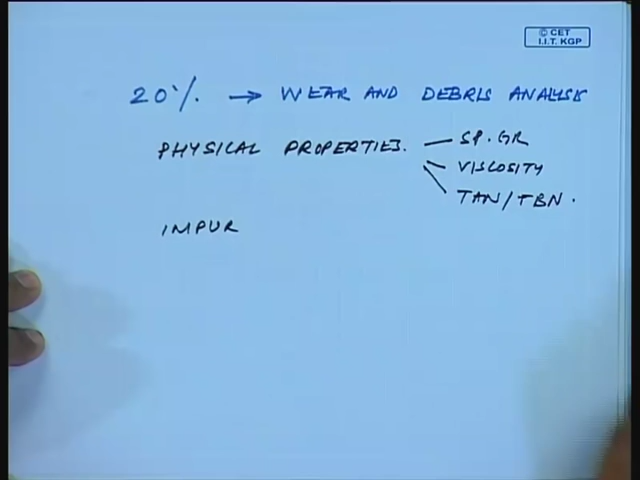 © CET
I.I.T. KGP
20% → WEAR AND DEBRIS ANALYSIS
PHYSICAL PROPERTIES. — SP. GR
VISCOSITY
TAN/TBN.
IMPUR